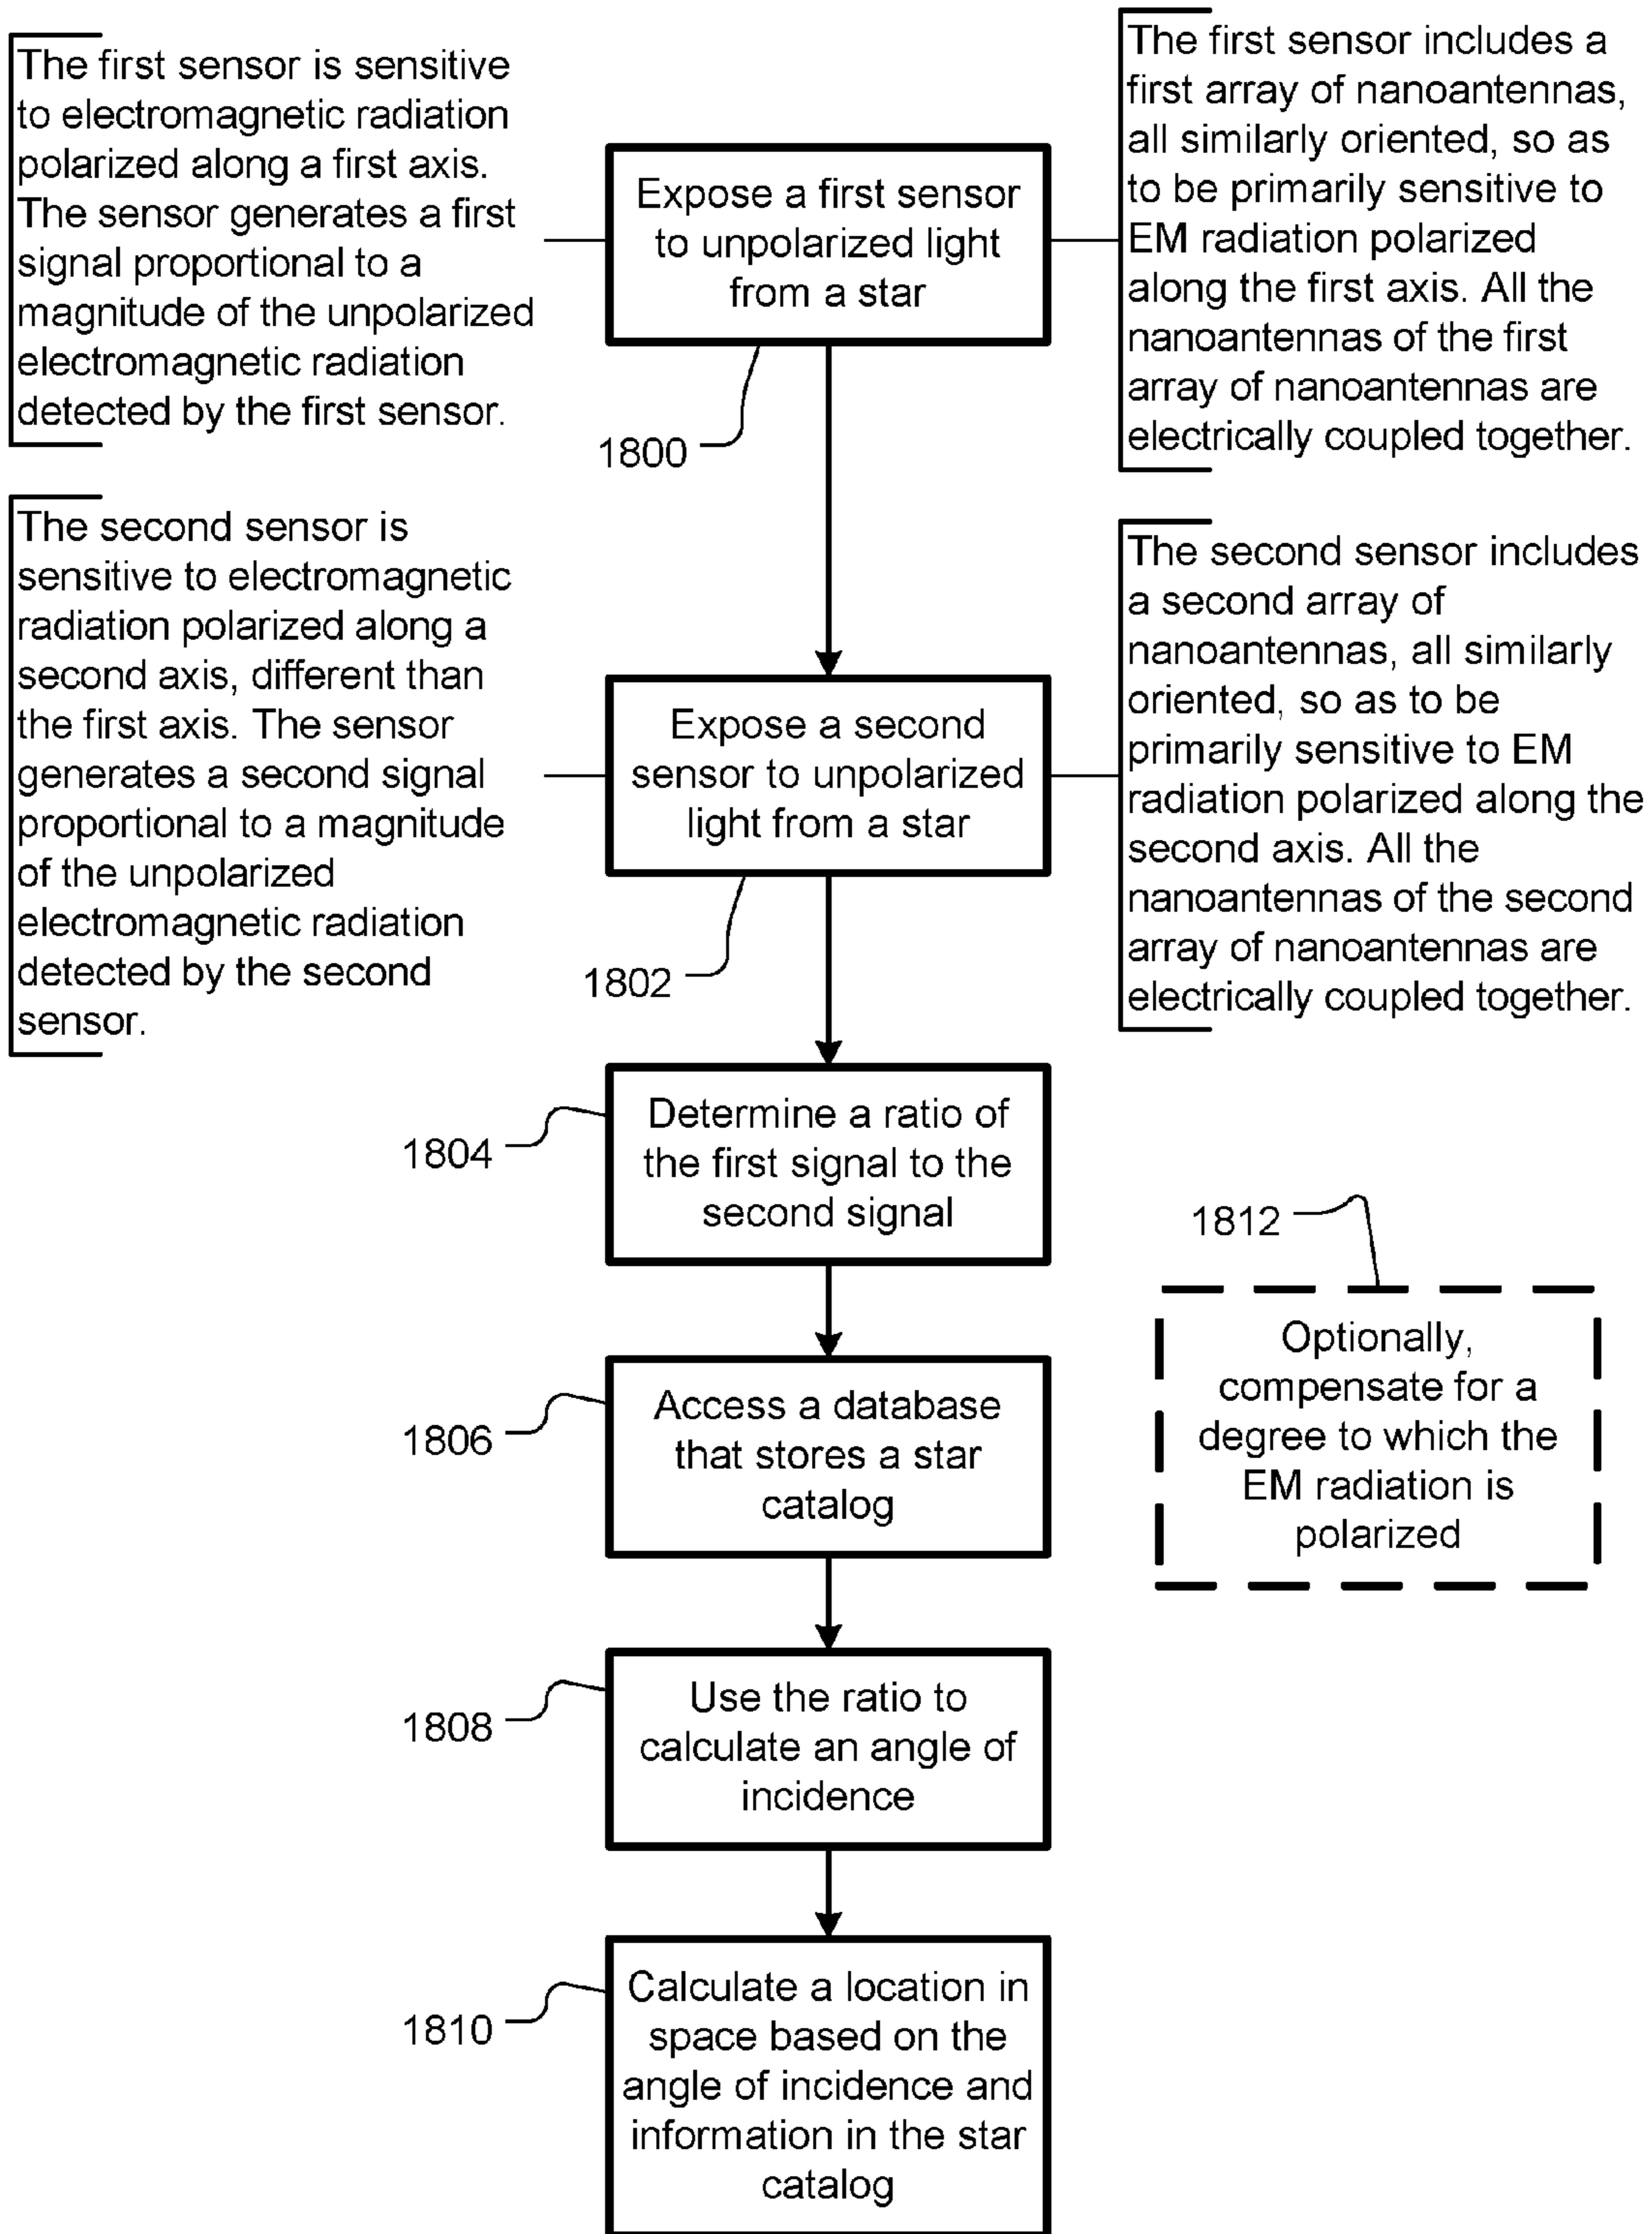 The first sensor is sensitive
to electromagnetic radiation
polarized along a first axis.
The sensor generates a first
signal proportional to a
magnitude of the unpolarized
electromagnetic radiation
detected by the first sensor.
Expose a first sensor
to unpolarized light
from a star
1800
The first sensor includes a
first array of nanoantennas,
all similarly oriented, so as
to be primarily sensitive to
EM radiation polarized
along the first axis. All the
nanoantennas of the first
array of nanoantennas are
electrically coupled together.
The second sensor is
sensitive to electromagnetic
radiation polarized along a
second axis, different than
the first axis. The sensor
generates a second signal
proportional to a magnitude
of the unpolarized
electromagnetic radiation
detected by the second
sensor.
Expose a second
sensor to unpolarized
light from a star
1802
The second sensor includes
a second array of
nanoantennas, all similarly
oriented, so as to be
primarily sensitive to EM
radiation polarized along the
second axis. All the
nanoantennas of the second
array of nanoantennas are
electrically coupled together.
Determine a ratio of
the first signal to the
second signal
1804
1812
Optionally,
compensate for a
degree to which the
EM radiation is
polarized
Access a database
that stores a star
catalog
1806
Use the ratio to
calculate an angle of
incidence
1808
Calculate a location in
space based on the
angle of incidence and
information in the star
catalog
1810